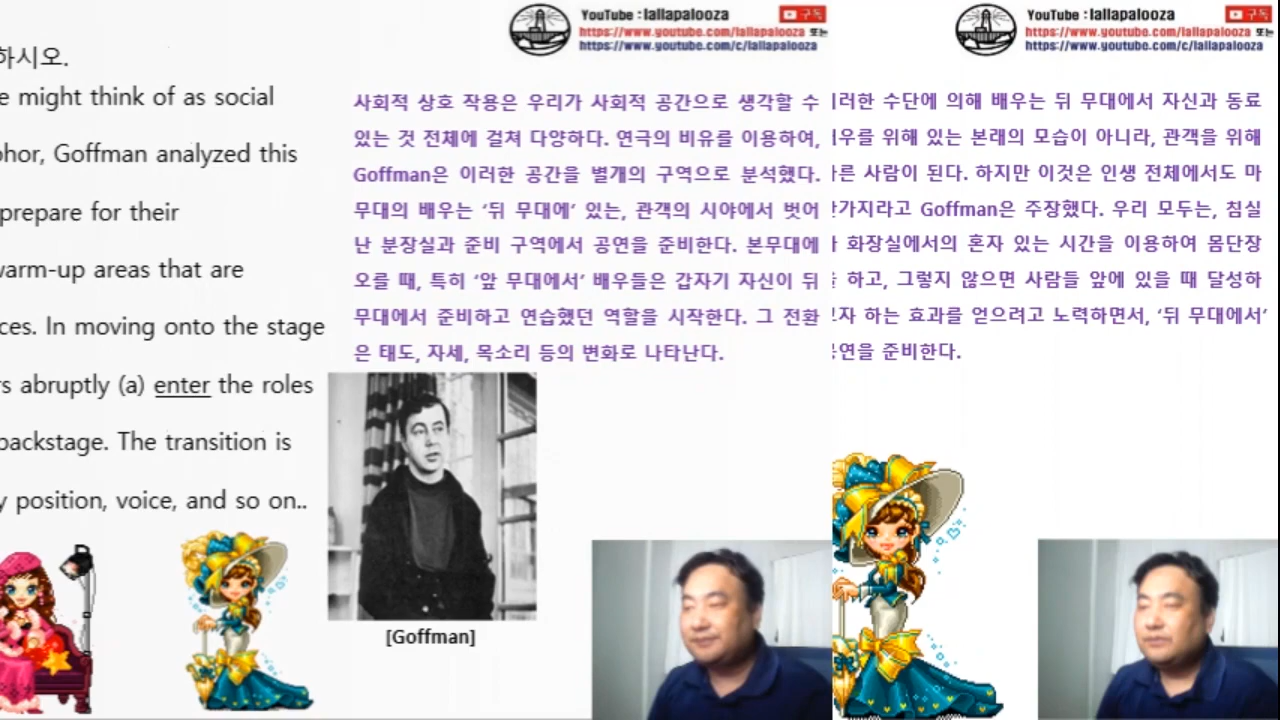 하시오.
e might think of as social
hor, Goffman analyzed this
prepare for their
warm-up areas that are
ces. In moving onto the stage
s abruptly (a) enter the roles
backstage. The transition is
y position, voice, and so on..
YouTube : lallapalooza 구독
https://www.youtube.com/lallapalooza 또는
https://www.youtube.com/c/lallapalooza
사회적 상호 작용은 우리가 사회적 공간으로 생각할 수
있는 것 전체에 걸쳐 다양하다. 연극의 비유를 이용하여,
Goffman은 이러한 공간을 별개의 구역으로 분석했다.
무대의 배우는 ‘뒤 무대에’ 있는, 관객의 시야에서 벗어
난 분장실과 준비 구역에서 공연을 준비한다. 본무대에
오를 때, 특히 ‘앞 무대에서’ 배우들은 갑자기 자신이 뒤
무대에서 준비하고 연습했던 역할을 시작한다. 그 전환
은 태도, 자세, 목소리 등의 변화로 나타난다.
[Goffman]
YouTube : lallapalooza 구독
https://www.youtube.com/lallapalooza 또는
https://www.youtube.com/c/lallapalooza
러한 수단에 의해 배우는 뒤 무대에서 자신과 동료
우를 위해 있는 본래의 모습이 아니라, 관객을 위해
른 사람이 된다. 하지만 이것은 인생 전체에서도 마
가지라고 Goffman은 주장했다. 우리 모두는, 침실
화장실에서의 혼자 있는 시간을 이용하여 몸단장
하고, 그렇지 않으면 사람들 앞에 있을 때 달성하
자 하는 효과를 얻으려고 노력하면서, ‘뒤 무대에서’
연을 준비한다.